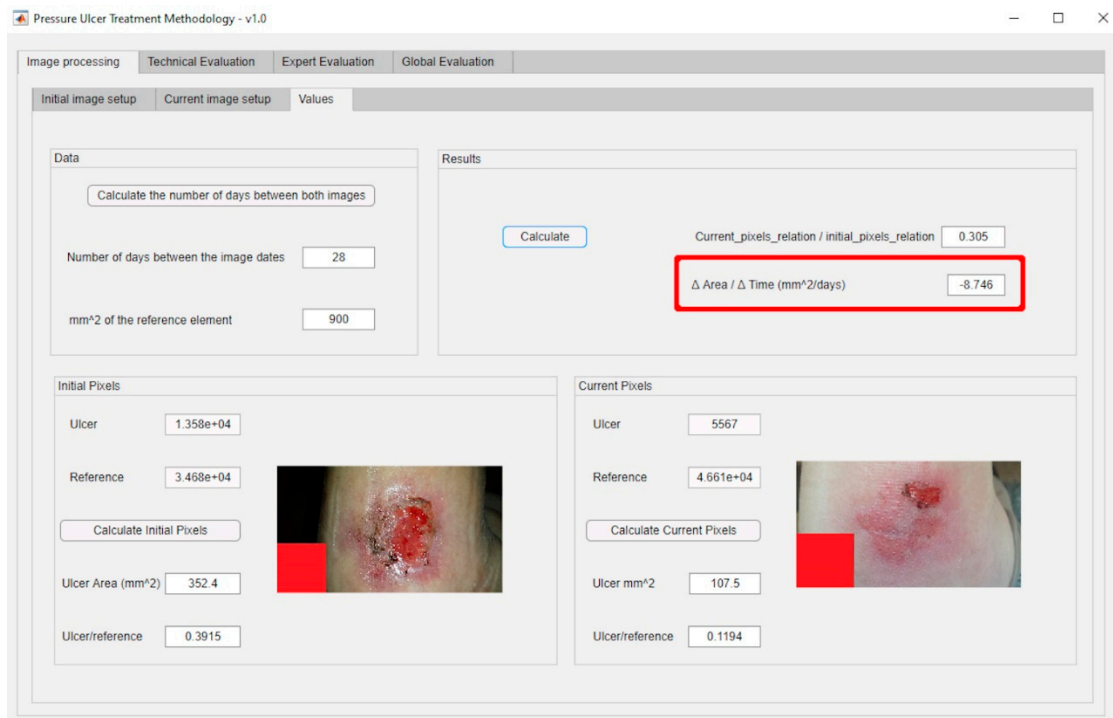 Pressure Ulcer Treatment Methodology - v1.0
Image processing Technical Evaluation Expert Evaluation Global Evaluation
Initial image setup Current image setup Values
Data
Calculate the number of days between both images
Number of days between the image dates 28
mm^2 of the reference element 900
Results
Calculate
Current_pixels_relation / initial_pixels_relation 0.305
Δ Area / Δ Time (mm^2/days) -8.746
Initial Pixels
Ulcer 1.358e+04
Reference 3.468e+04
Calculate Initial Pixels
Ulcer Area (mm^2) 352.4
Ulcer/reference 0.3915
Current Pixels
Ulcer 5567
Reference 4.661e+04
Calculate Current Pixels
Ulcer mm^2 107.5
Ulcer/reference 0.1194